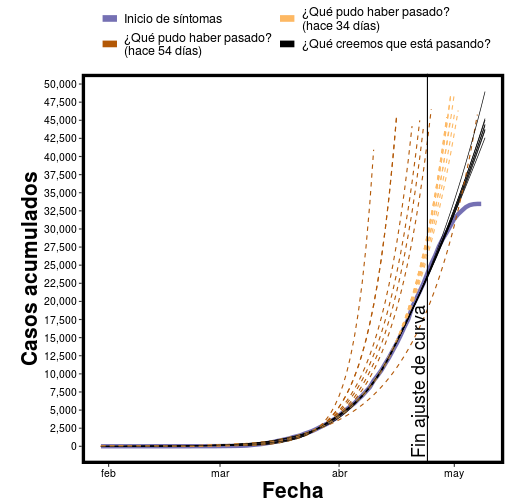 Inicio de síntomas
¿Qué pudo haber pasado?
(hace 54 días)
¿Qué pudo haber pasado?
(hace 34 días)
¿Qué creemos que está pasando?
Casos acumulados
50,000
47,500
45,000
42,500
40,000
37,500
35,000
32,500
30,000
27,500
25,000
22,500
20,000
17,500
15,000
12,500
10,000
7,500
5,000
2,500
0
Fin ajuste de curva
feb
mar
abr
may
Fecha